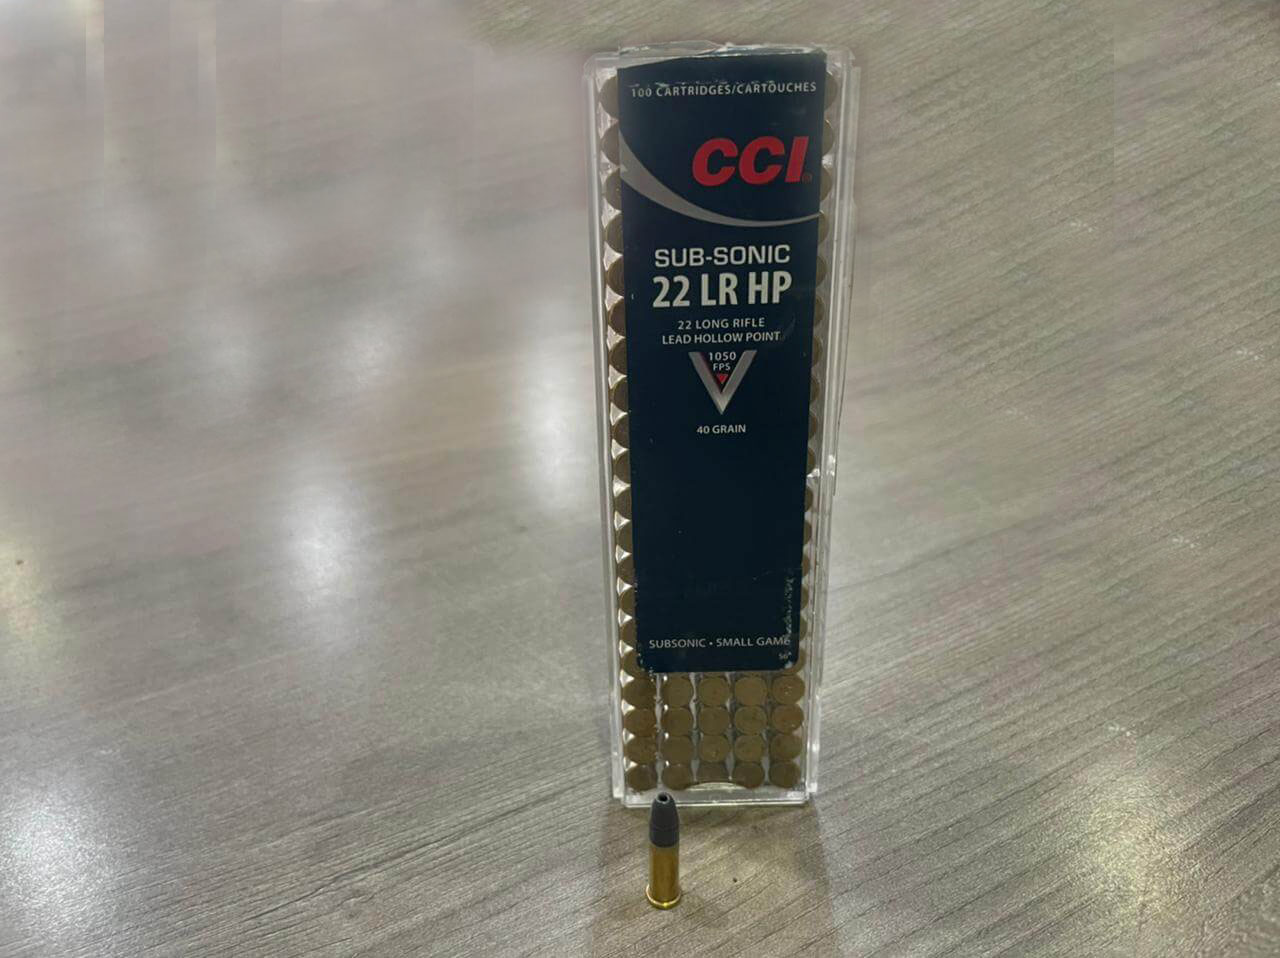 100 CARTRIDGES/CARTOUCHES
CCI
SUB-SONIC
22 LR HP
22 LONG RIFLE
LEAD HOLLOW POINT
1050
FPS
40 GRAIN
SUBSONIC • SMALL GAME